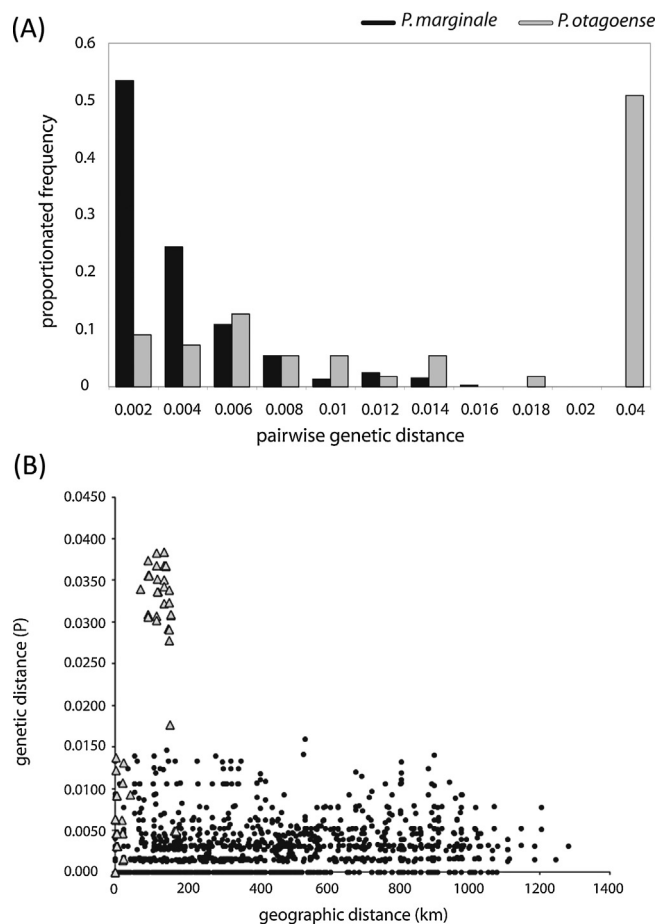 (A)
P. marginale P. otagoense
0.6
0.5
0.4
0.3
0.2
0.1
0
proportionated frequency
0.002 0.004 0.006 0.008 0.01 0.012 0.014 0.016 0.018 0.02 0.04
pairwise genetic distance
(B)
0.0450
0.0400
0.0350
0.0300
0.0250
0.0200
0.0150
0.0100
0.0050
0.000
genetic distance (P)
0 200 400 600 800 1000 1200 1400
geographic distance (km)